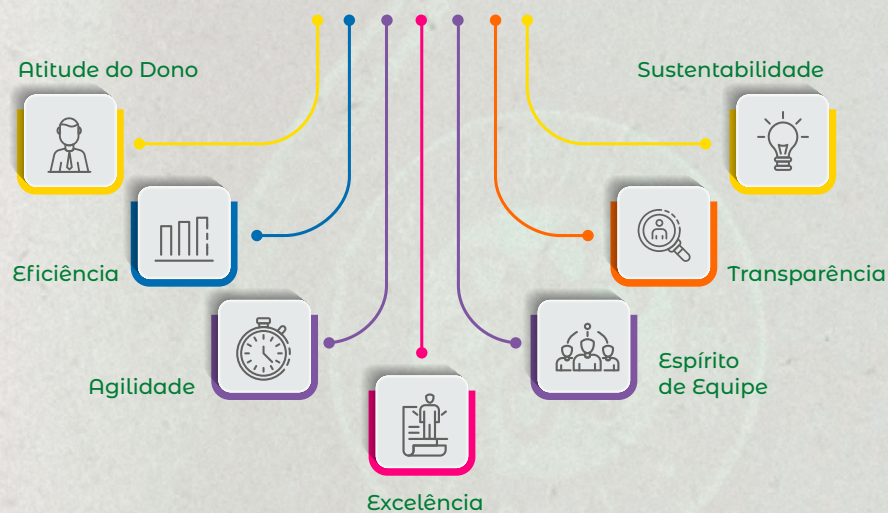 Atitude do Dono
Sustentabilidade
Eficiência
Transparência
Agilidade
Espírito
de Equipe
Excelência